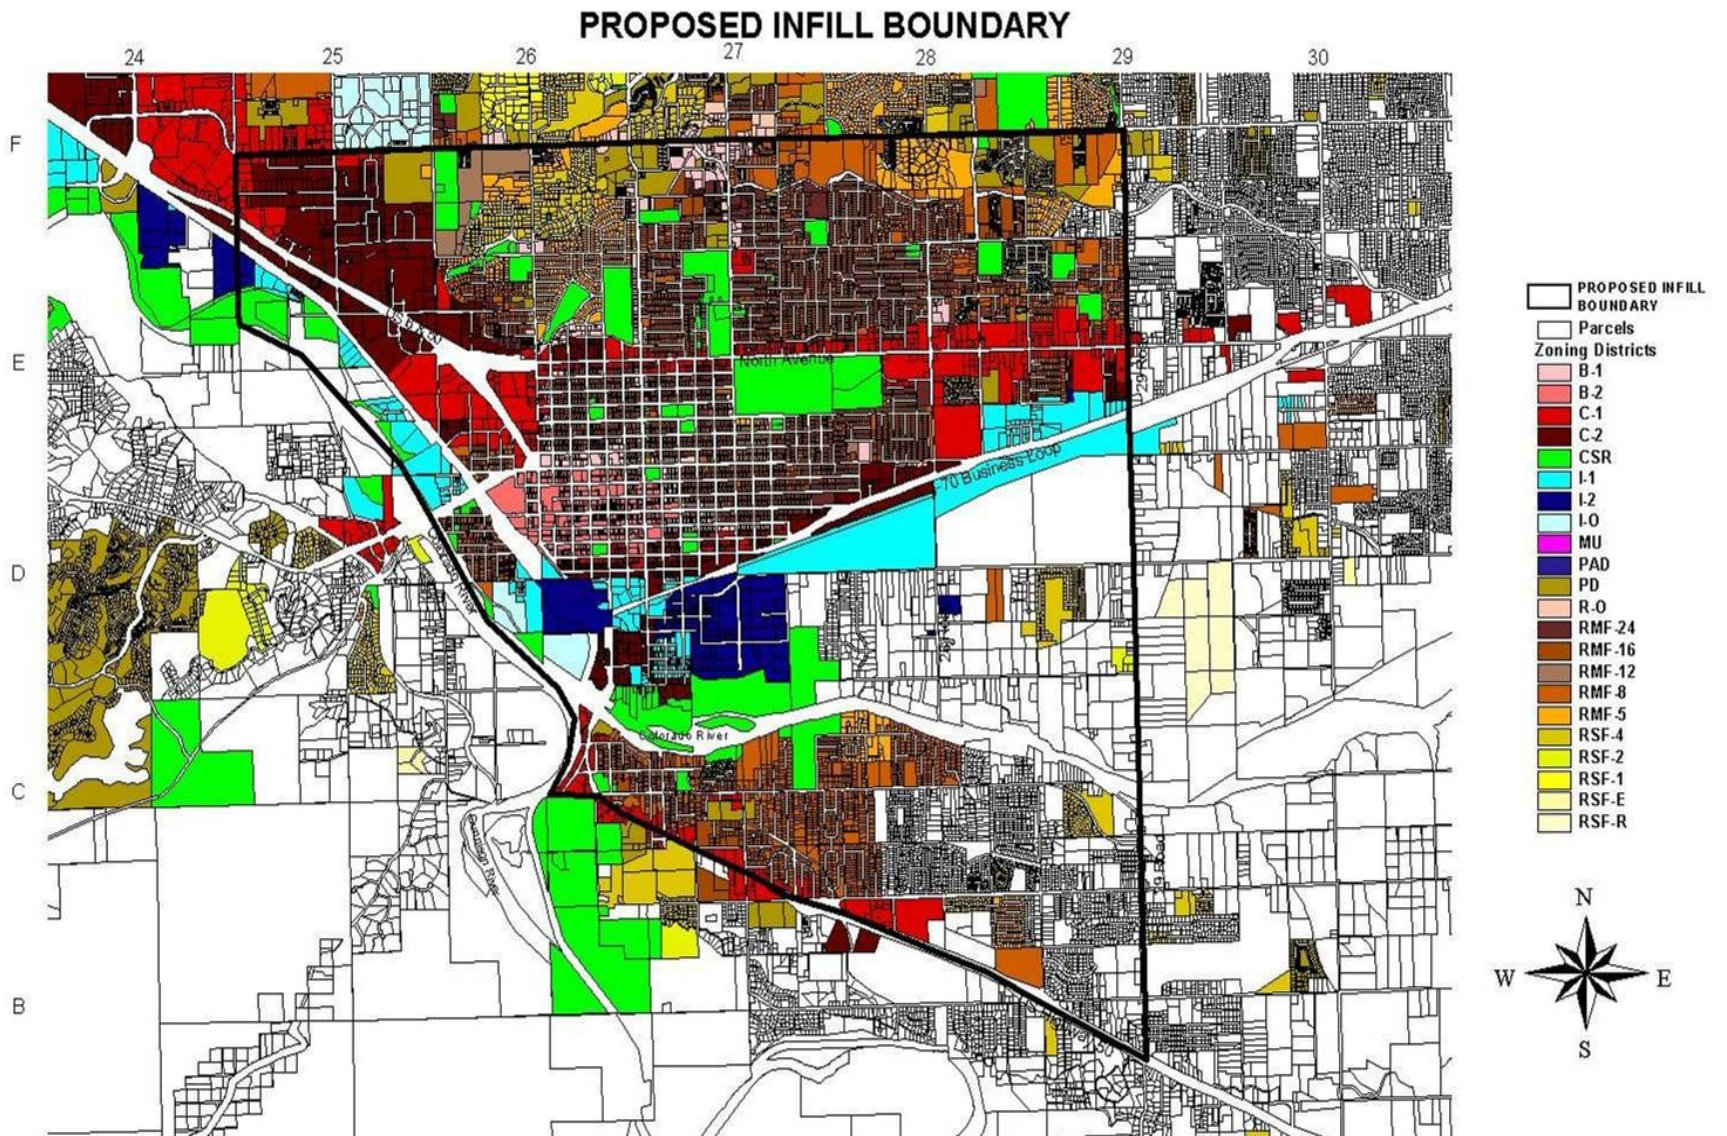 PROPOSED INFILL BOUNDARY
24 25 26 27 28 29 30
F
E
D
C
B
North Avenue
-70 Business Loop
Colorado River
29 Road
PROPOSED INFILL
BOUNDARY
Parcels
Zoning Districts
B-1
B-2
C-1
C-2
CSR
I-1
I-2
I-O
MU
PAD
PD
R-O
RMF-24
RMF-16
RMF-12
RMF-8
RMF-5
RSF-4
RSF-2
RSF-1
RSF-E
RSF-R
N
W E
S